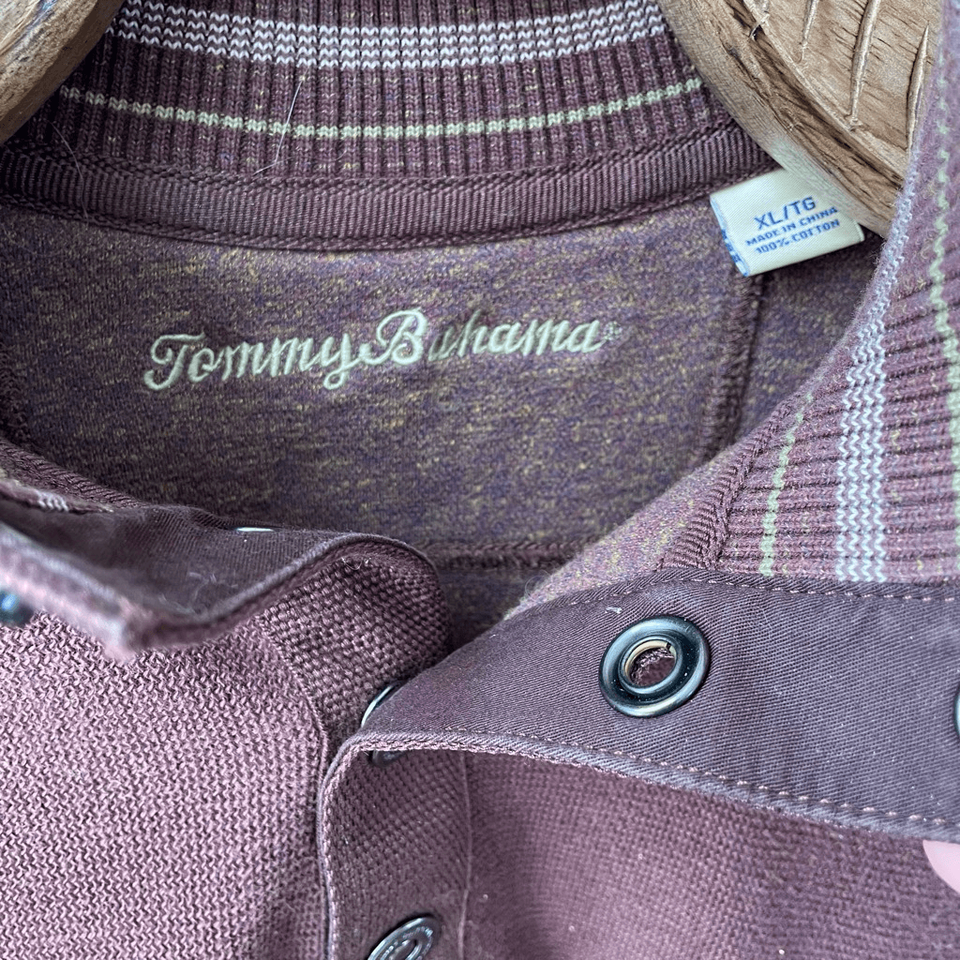 XL/TG
MADE IN CHINA
100% COTTON
Tommy Bahama®